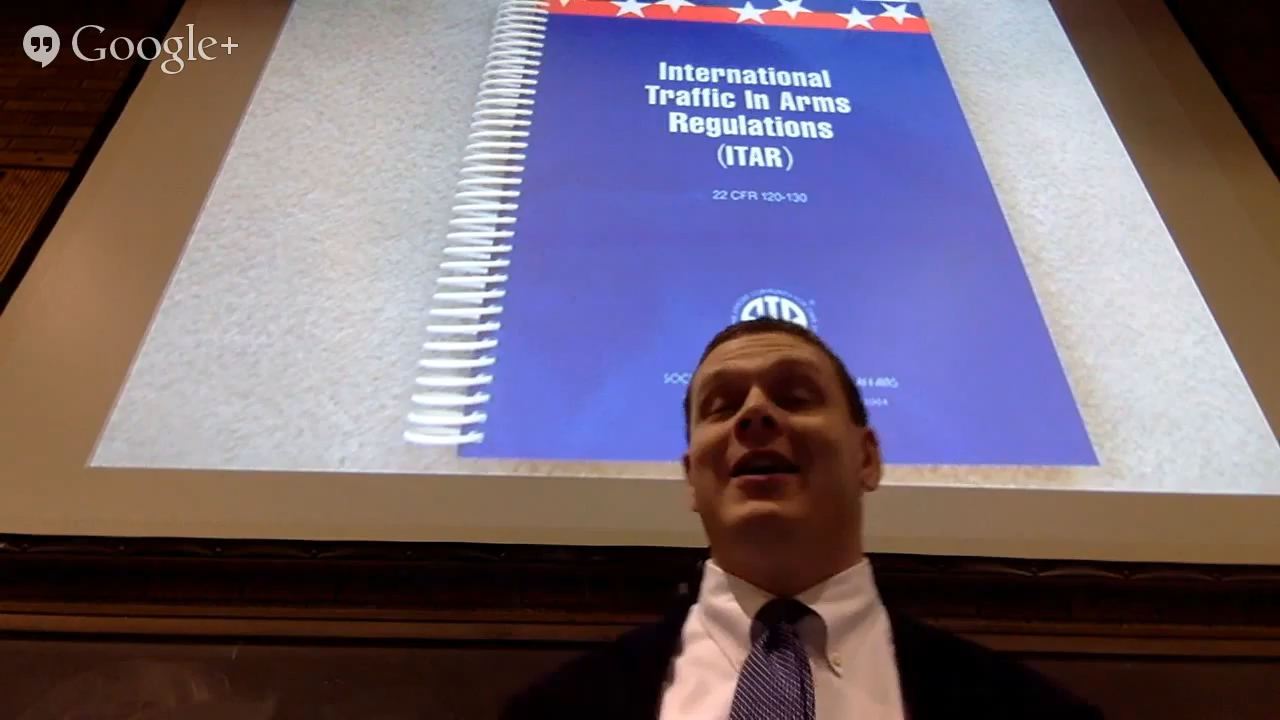 Google+
International
Traffic In Arms
Regulations
(ITAR)
22 CFR 120-130